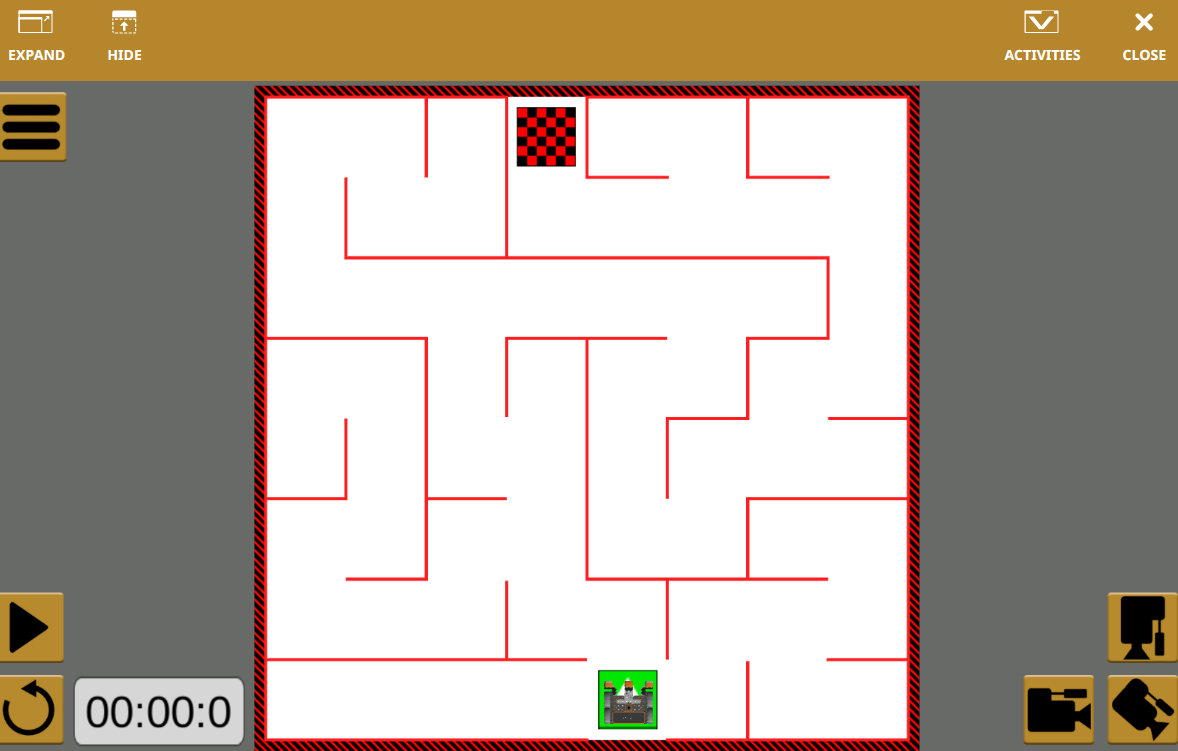 EXPAND
HIDE
ACTIVITIES
CLOSE
00:00:0